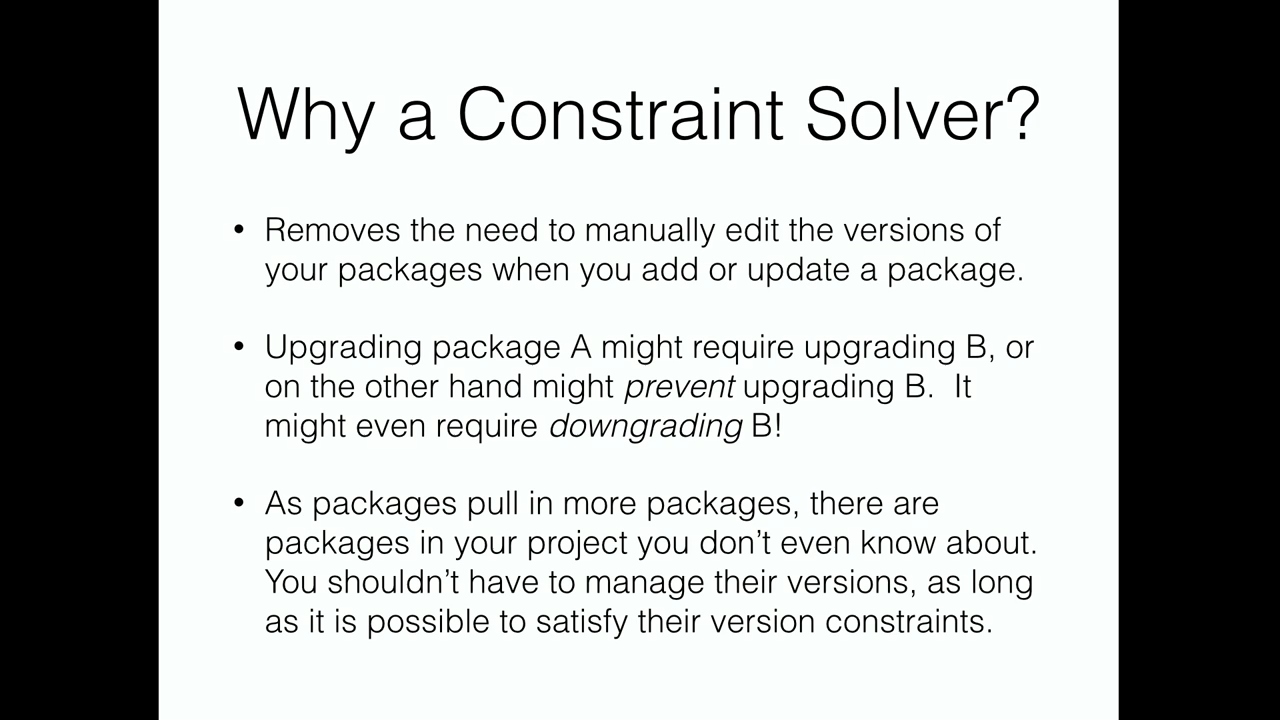 Why a Constraint Solver?
• Removes the need to manually edit the versions of
your packages when you add or update a package.
• Upgrading package A might require upgrading B, or
on the other hand might prevent upgrading B.  It
might even require downgrading B!
• As packages pull in more packages, there are
packages in your project you don’t even know about.
You shouldn’t have to manage their versions, as long
as it is possible to satisfy their version constraints.